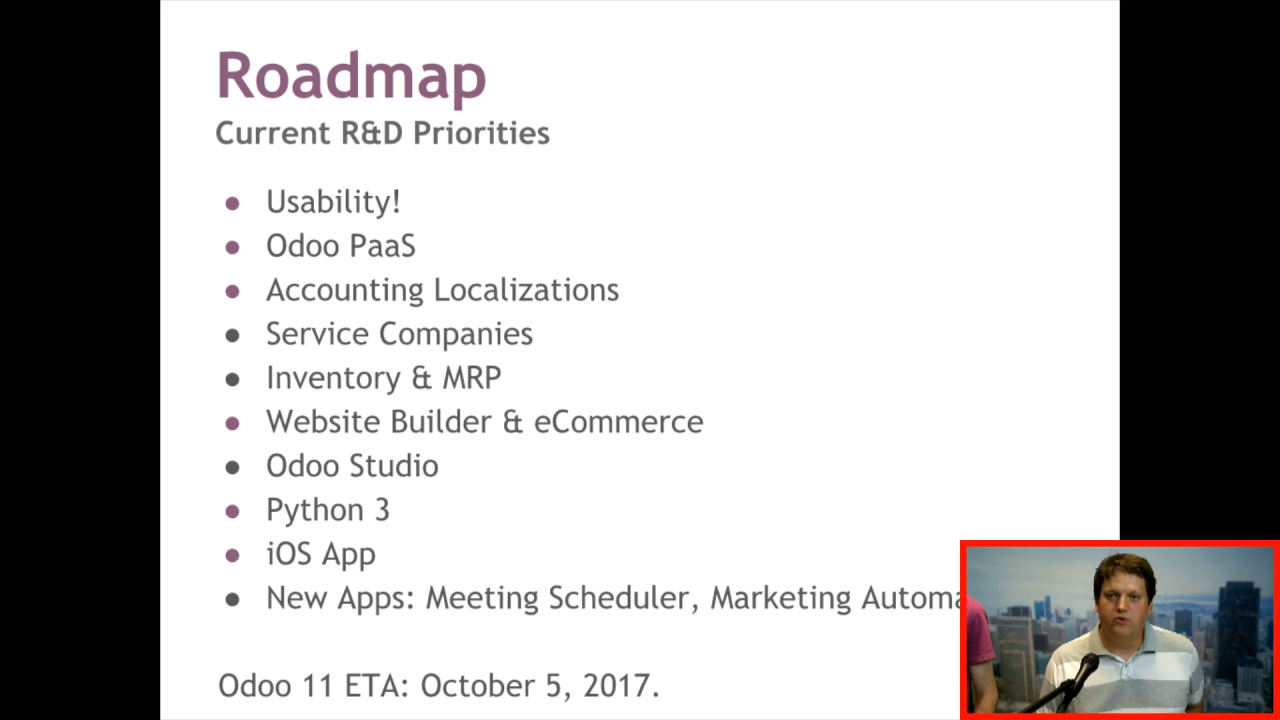 Roadmap
Current R&D Priorities
● Usability!
● Odoo PaaS
● Accounting Localizations
● Service Companies
● Inventory & MRP
● Website Builder & eCommerce
● Odoo Studio
● Python 3
● iOS App
● New Apps: Meeting Scheduler, Marketing Automa
Odoo 11 ETA: October 5, 2017.